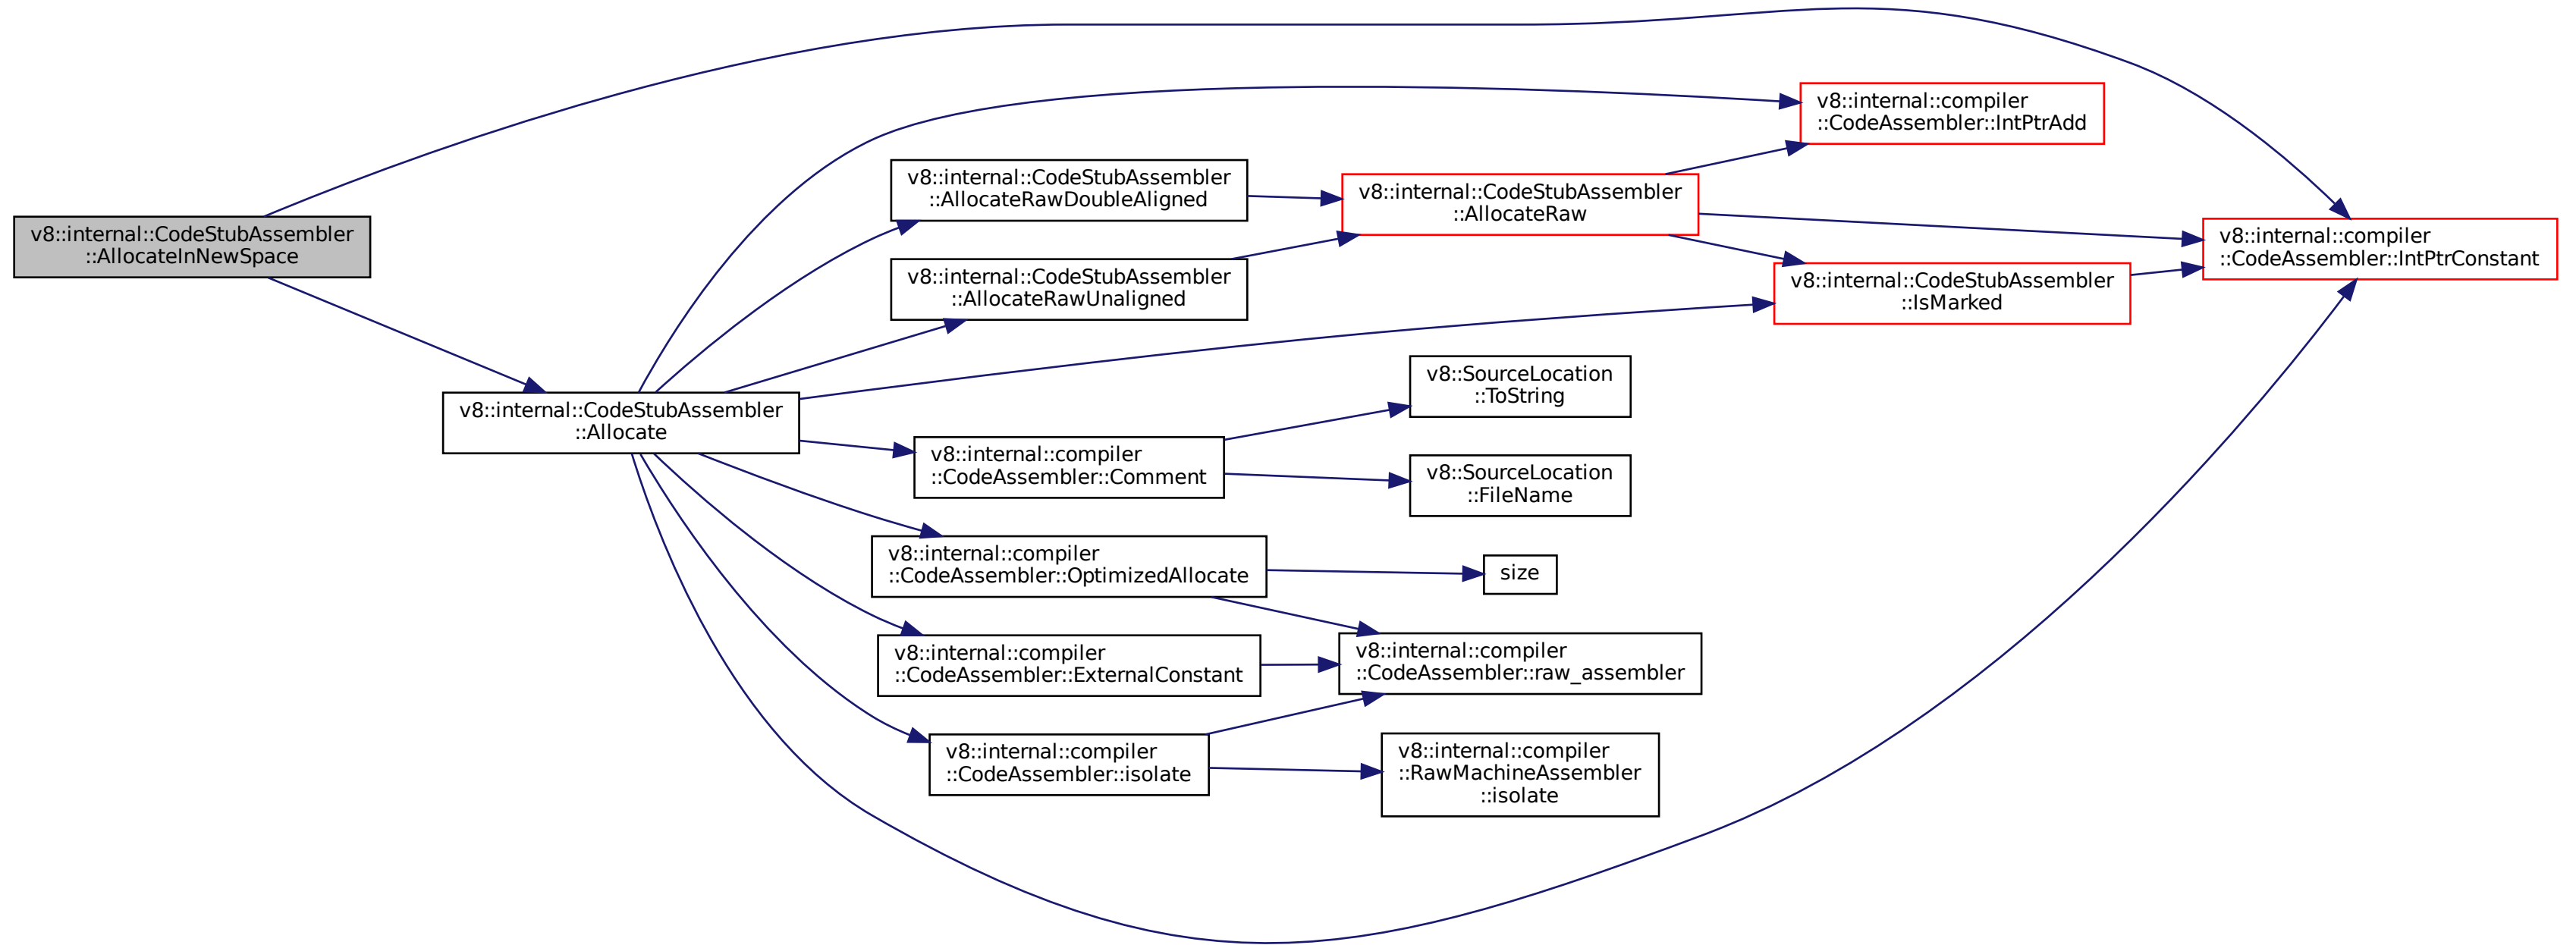 v8::internal::CodeStubAssembler
::AllocateInNewSpace
v8::internal::CodeStubAssembler
::Allocate
v8::internal::compiler
::CodeAssembler::IntPtrAdd
v8::internal::CodeStubAssembler
::AllocateRawDoubleAligned
v8::internal::CodeStubAssembler
::AllocateRaw
v8::internal::compiler
::CodeAssembler::IntPtrConstant
v8::internal::CodeStubAssembler
::AllocateRawUnaligned
v8::internal::CodeStubAssembler
::IsMarked
v8::SourceLocation
::ToString
v8::internal::compiler
::CodeAssembler::Comment
v8::SourceLocation
::FileName
v8::internal::compiler
::CodeAssembler::OptimizedAllocate
size
v8::internal::compiler
::CodeAssembler::ExternalConstant
v8::internal::compiler
::CodeAssembler::raw_assembler
v8::internal::compiler
::CodeAssembler::isolate
v8::internal::compiler
::RawMachineAssembler
::isolate